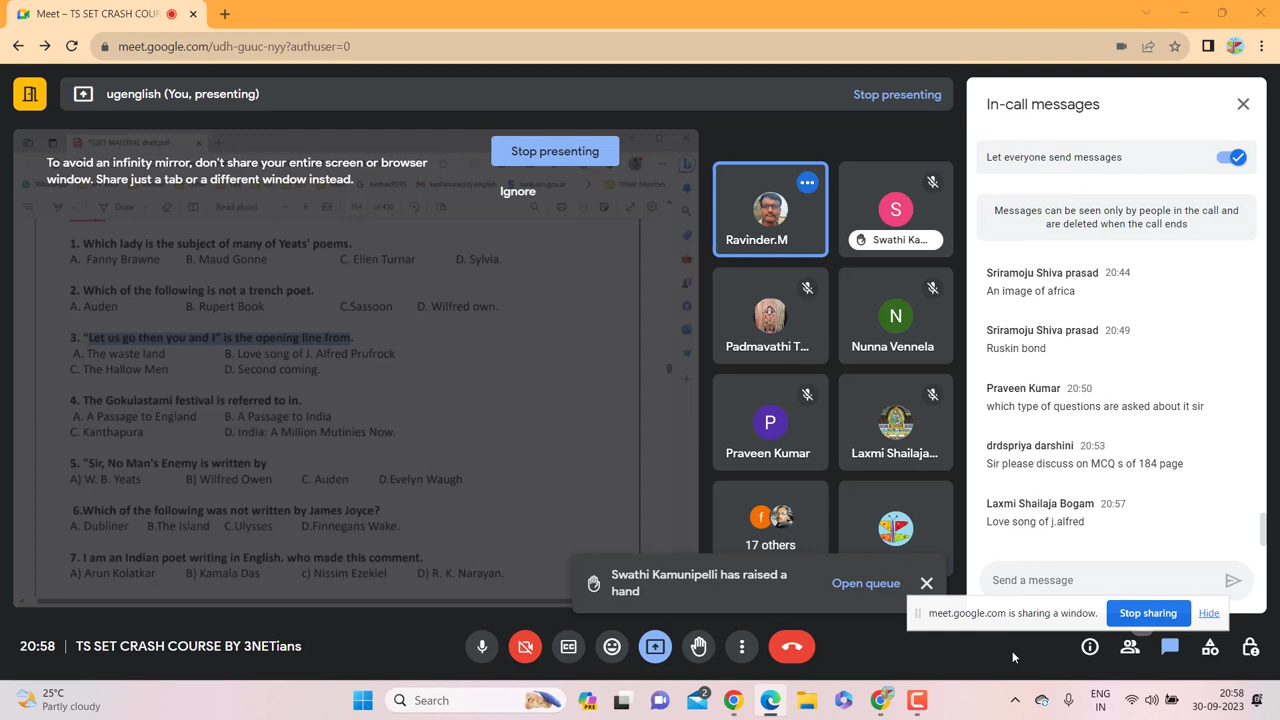 Meet – TS SET CRASH COUR
meet.google.com/udh-guuc-nyy?authuser=0
ugenglish (You, presenting)
Stop presenting
TSSET MATERIAL draft.pdf
To avoid an infinity mirror, don't share your entire screen or browser
window. Share just a tab or a different window instead.
Stop presenting
Ignore
Draw
Read aloud
1. Which lady is the subject of many of Yeats' poems.
A. Fanny Brawne B. Maud Gonne C. Ellen Turnar D. Sylvia.
2. Which of the following is not a trench poet.
A. Auden B. Rupert Book C.Sassoon D. Wilfred own.
3. "Let us go then you and I" is the opening line from.
A. The waste land B. Love song of J. Alfred Prufrock
C. The Hallow Men D. Second coming.
4. The Gokulastami festival is referred to in.
A. A Passage to England B. A Passage to India
C. Kanthapura D. India: A Million Mutinies Now.
5. "Sir, No Man's Enemy is written by
A) W. B. Yeats B) Wilfred Owen C. Auden D.Evelyn Waugh
6.Which of the following was not written by James Joyce?
A. Dubliner B.The Islam C.Ulysses D.Finnegans Wake.
7. I am an Indian poet writing in English. who made this comment.
A) Arun Kolatkar B) Kamala Das c) Nissim Ezekiel D) R. K. Narayan.
Ravinder.M
S
Swathi Ka...
Padmavathi T...
N
Nunna Vennela
P
Praveen Kumar
Laxmi Shailaja...
f
17 others
Swathi Kamunipelli has raised a
hand
Open queue
In-call messages
Let everyone send messages
Messages can be seen only by people in the call and
are deleted when the call ends
Sriramoju Shiva prasad 20:44
An image of africa
Sriramoju Shiva prasad 20:49
Ruskin bond
Praveen Kumar 20:50
which type of questions are asked about it sir
drdspriya darshini 20:53
Sir please discuss on MCQ s of 184 page
Laxmi Shailaja Bogam 20:57
Love song of j.alfred
Send a message
meet.google.com is sharing a window.
Stop sharing
Hide
20:58 | TS SET CRASH COURSE BY 3NETians
25°C
Partly cloudy
Search
PRE
2
ENG
IN
20:58
30-09-2023